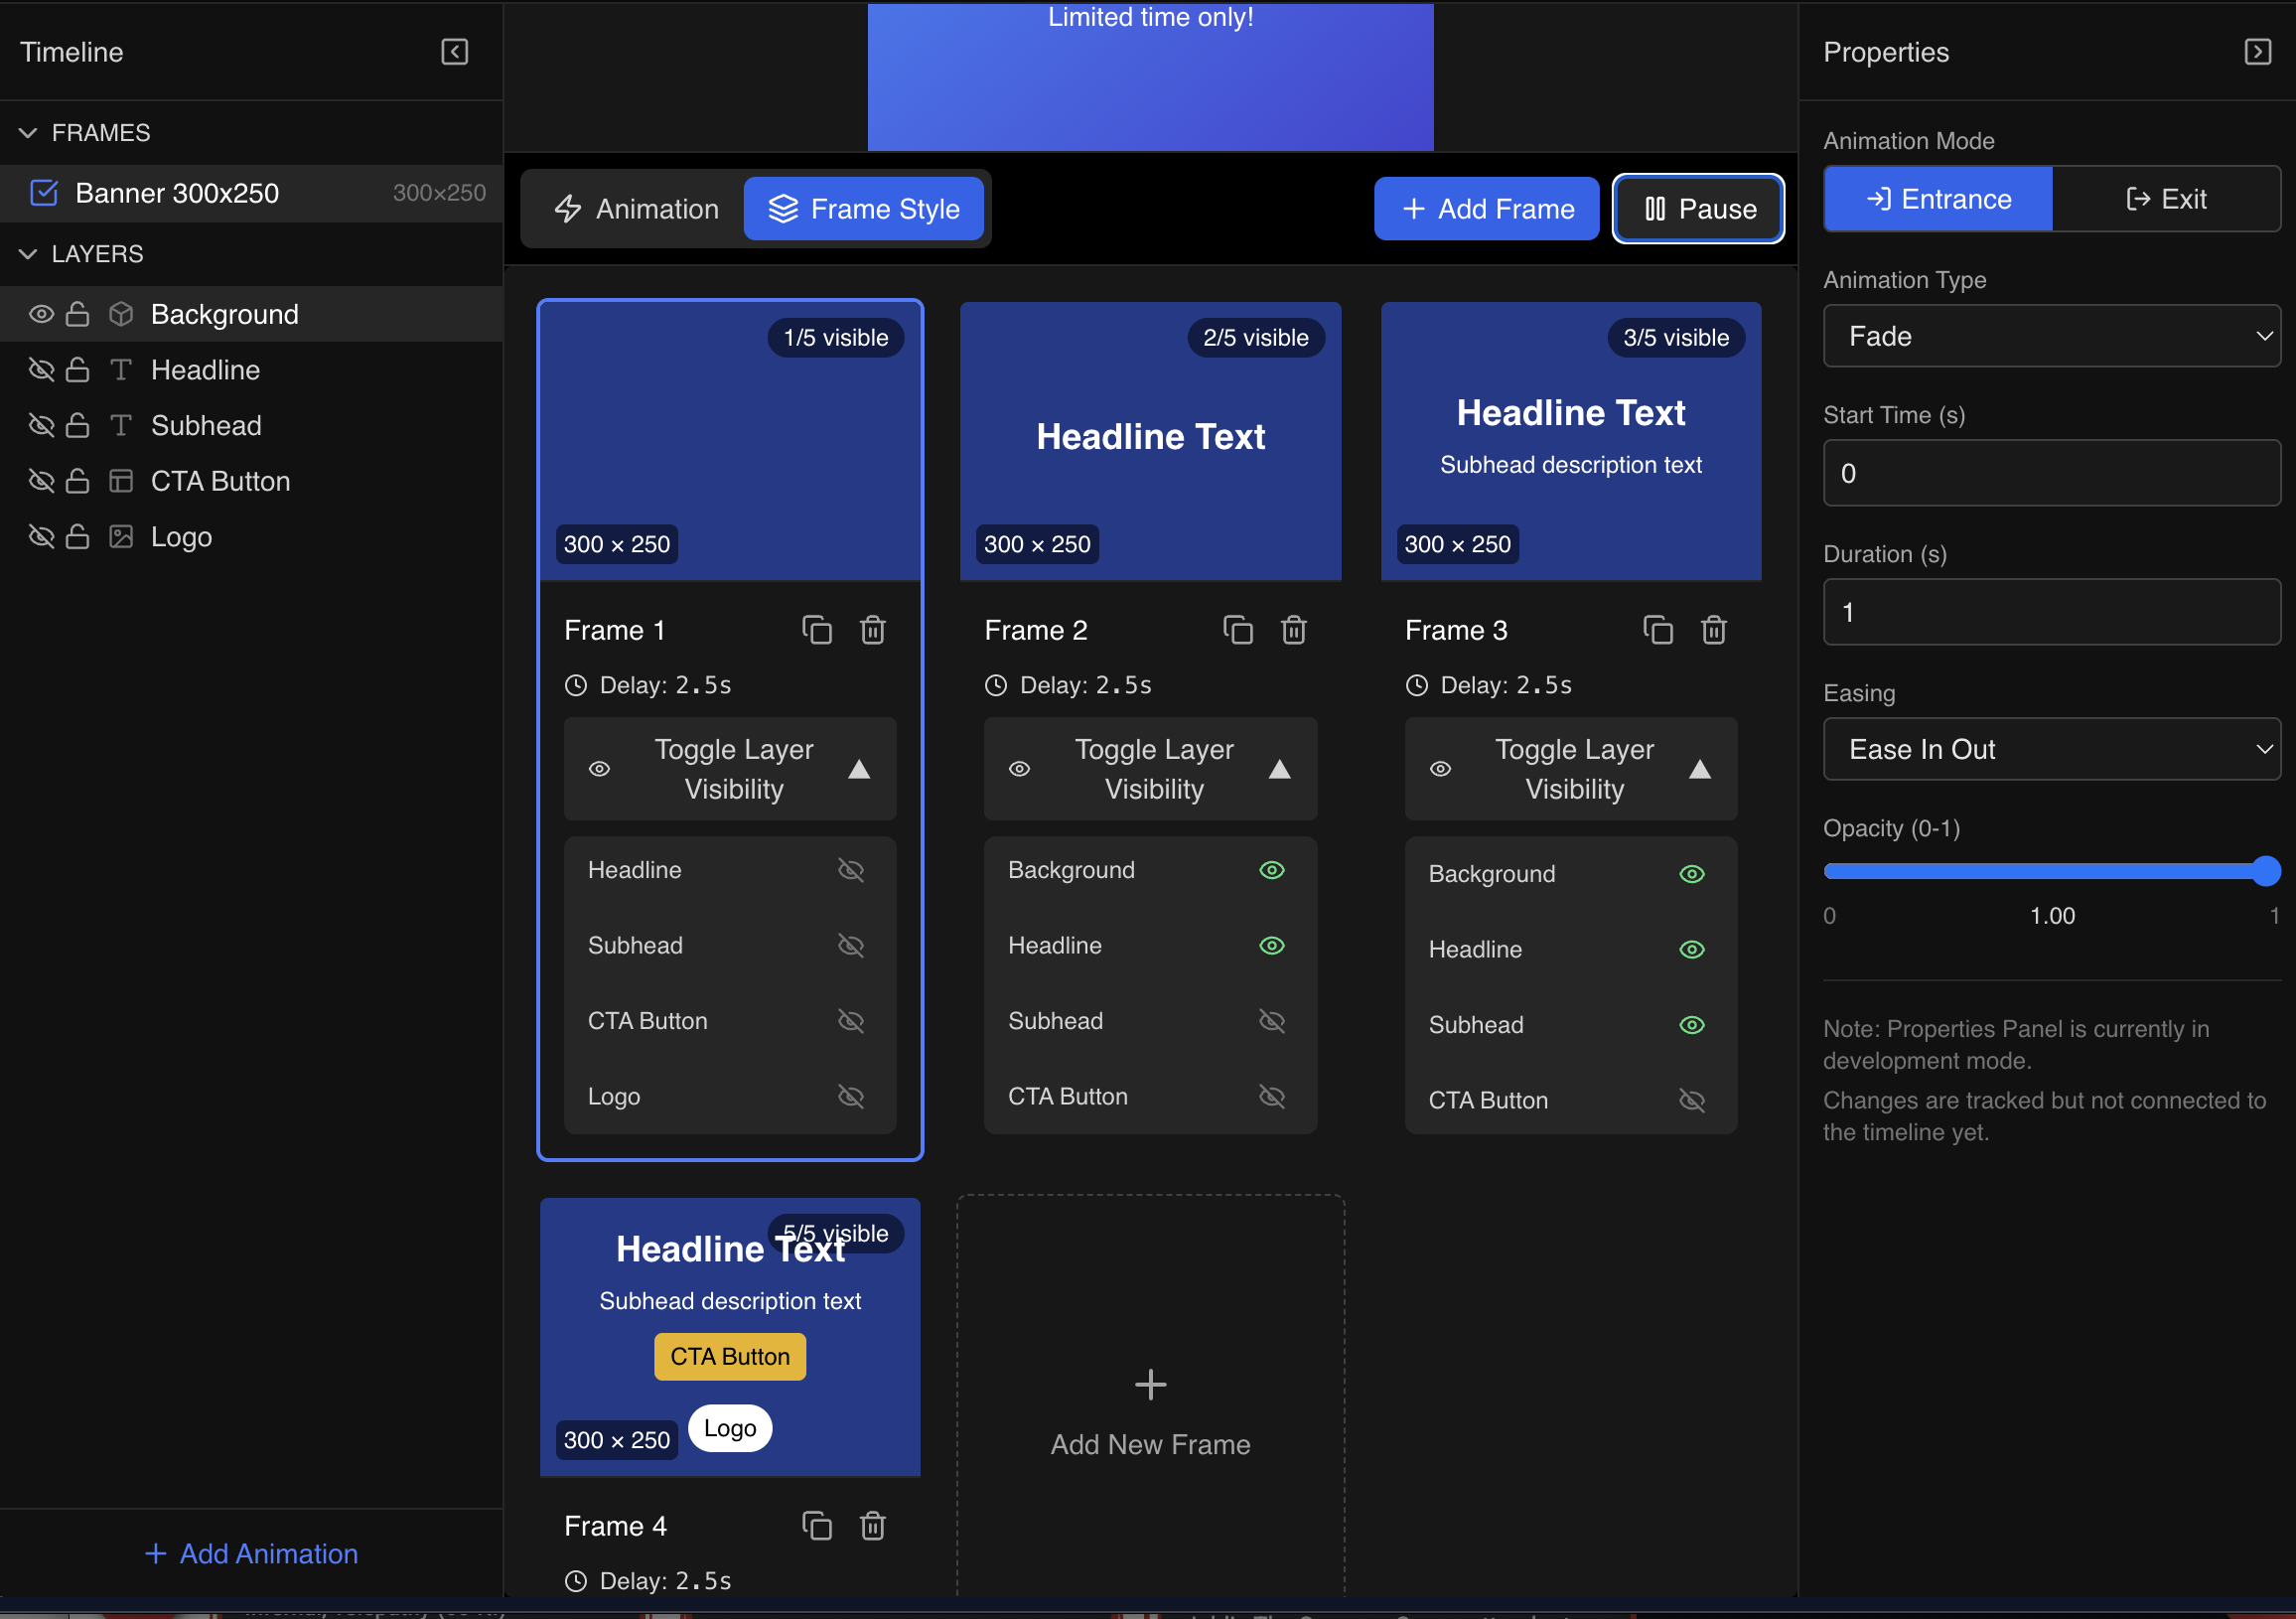 Timeline
FRAMES
Banner 300x250 300×250
LAYERS
Background
Headline
Subhead
CTA Button
Logo
Add Animation
Limited time only!
Animation
Frame Style
Add Frame
Pause
1/5 visible
300 × 250
Frame 1
Delay: 2.5s
Toggle Layer
Visibility
Headline
Subhead
CTA Button
Logo
2/5 visible
Headline Text
300 × 250
Frame 2
Delay: 2.5s
Toggle Layer
Visibility
Background
Headline
Subhead
CTA Button
3/5 visible
Headline Text
Subhead description text
300 × 250
Frame 3
Delay: 2.5s
Toggle Layer
Visibility
Background
Headline
Subhead
CTA Button
5/5 visible
Headline Text
Subhead description text
CTA Button
Logo
300 × 250
Frame 4
Delay: 2.5s
Add New Frame
Properties
Animation Mode
Entrance
Exit
Animation Type
Fade
Start Time (s)
0
Duration (s)
1
Easing
Ease In Out
Opacity (0-1)
0 1.00 1
Note: Properties Panel is currently in
development mode.
Changes are tracked but not connected to
the timeline yet.